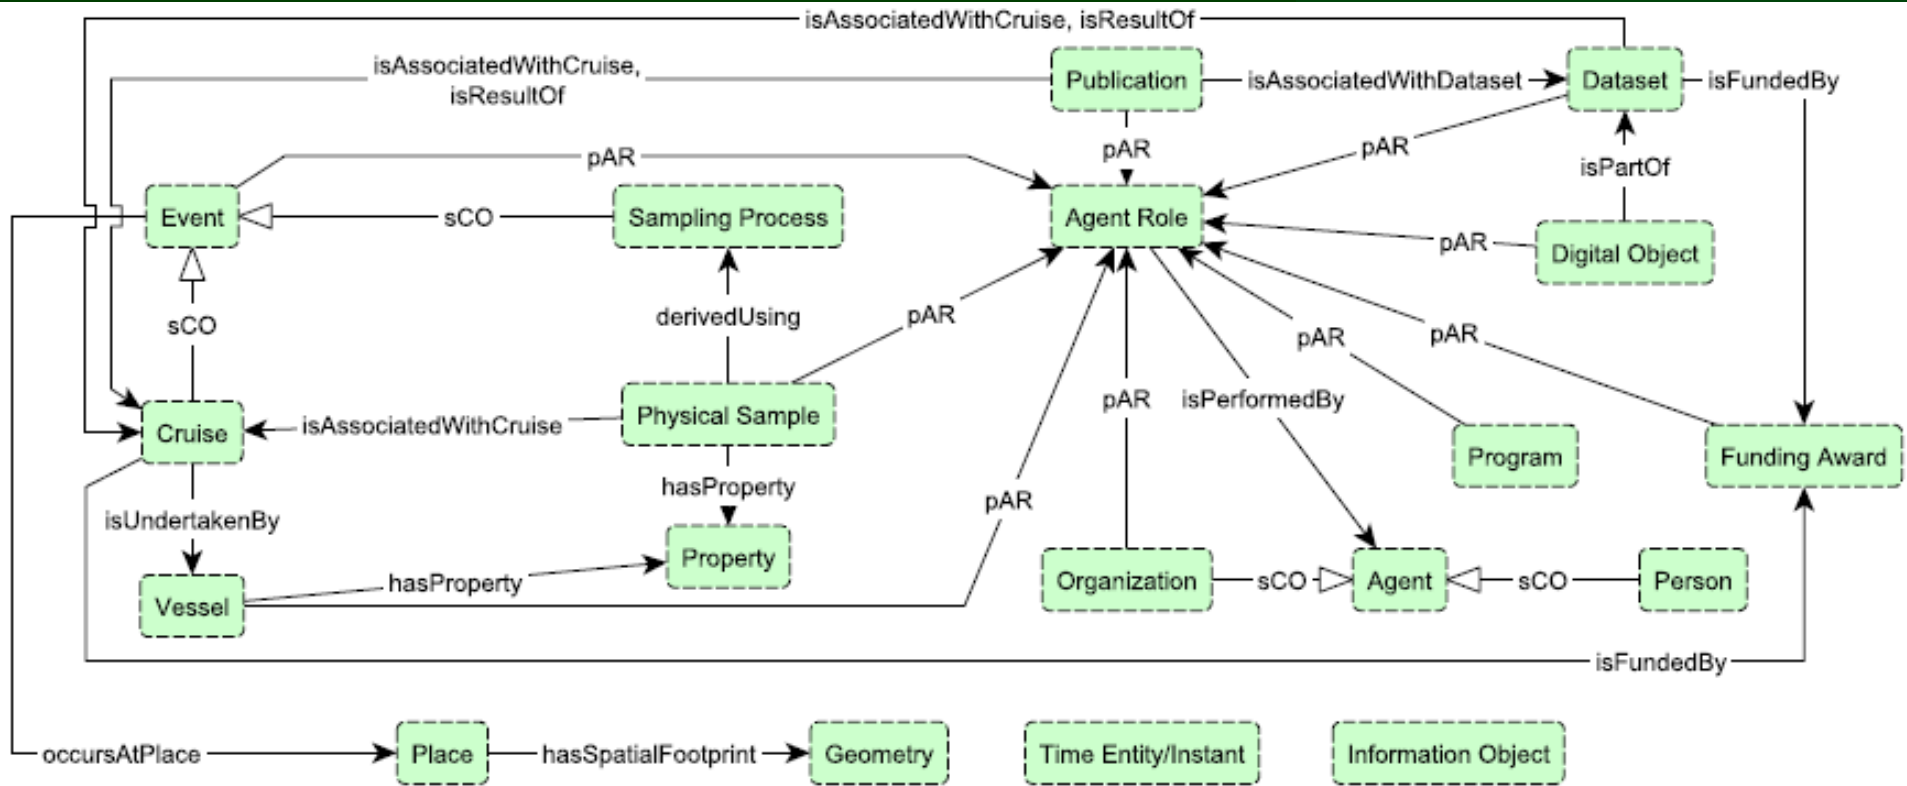 isAssociatedWithCruise, isResultOf
isAssociatedWithCruise,
isResultOf
Publication
isAssociatedWithDataset
Dataset
isFundedBy
pAR
pAR
pAR
isPartOf
Event
sCO
Sampling Process
Agent Role
pAR
Digital Object
sCO
derivedUsing
pAR
pAR
pAR
Cruise
isAssociatedWithCruise
Physical Sample
pAR
isPerformedBy
Program
Funding Award
hasProperty
pAR
isUndertakenBy
Property
Vessel
hasProperty
Organization
sCO
Agent
sCO
Person
isFundedBy
occursAtPlace
Place
hasSpatialFootprint
Geometry
Time Entity/Instant
Information Object